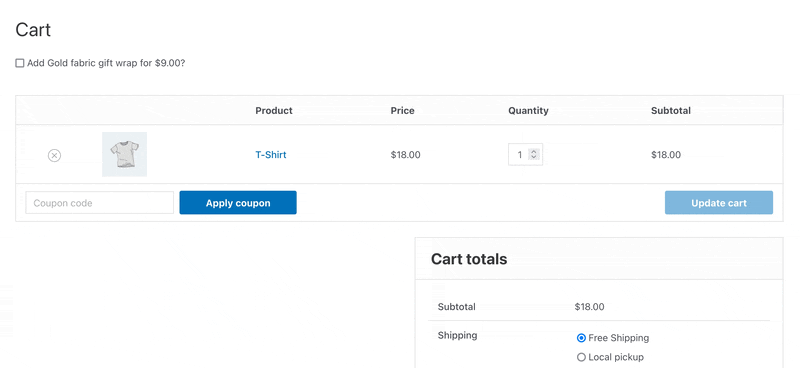 Cart
Add Gold fabric gift wrap for $9.00?
Product Price Quantity Subtotal
T-Shirt $18.00 1 $18.00
Coupon code Apply coupon Update cart
Cart totals
Subtotal $18.00
Shipping Free Shipping
Local pickup